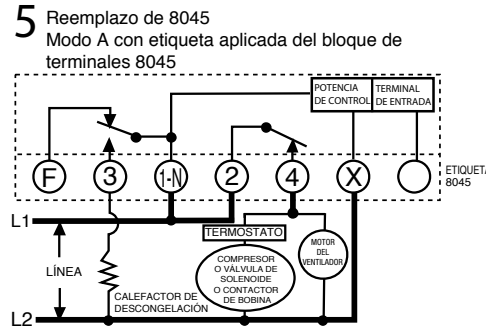 5 Reemplazo de 8045
Modo A con etiqueta aplicada del bloque de
terminales 8045
POTENCIA
DE CONTROL
TERMINAL
DE ENTRADA
F 3 1-N 2 4 X
ETIQUETA
8045
L1
LÍNEA
L2
CALEFACTOR DE
DESCONGELACIÓN
TERMOSTATO
COMPRESOR
O VÁLVULA DE
SOLENOIDE
O CONTACTOR
DE BOBINA
MOTOR
DEL
VENTILADOR